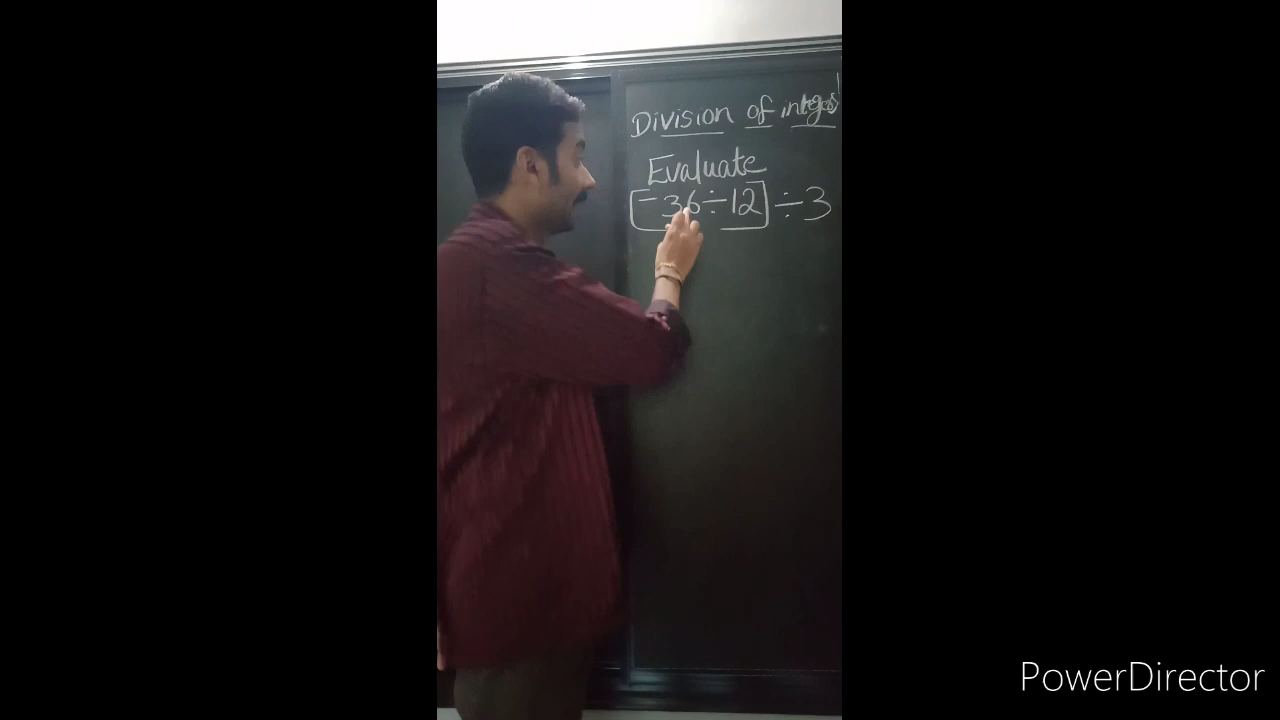 Division of integers
Evaluate
[-36÷12]÷3
PowerDirector